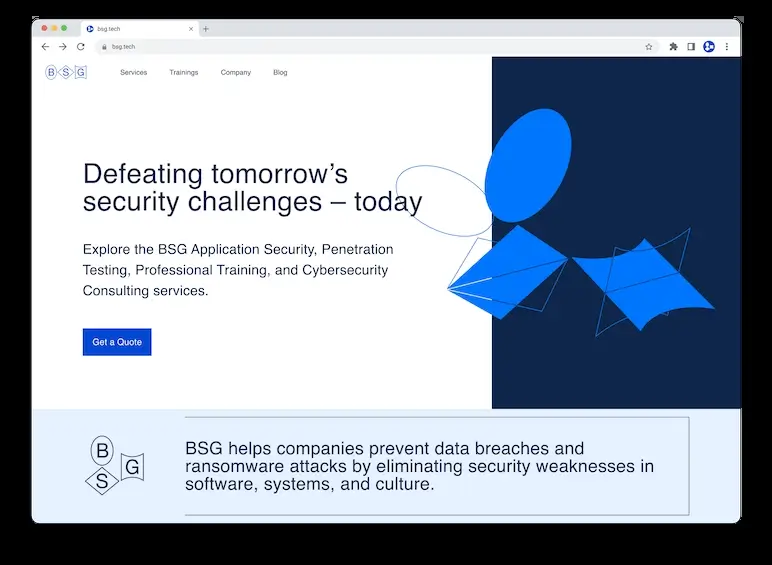 bsg.tech
bsg.tech
B S G
Services
Trainings
Company
Blog
Defeating tomorrow's
security challenges – today
Explore the BSG Application Security, Penetration
Testing, Professional Training, and Cybersecurity
Consulting services.
Get a Quote
B
S G
BSG helps companies prevent data breaches and
ransomware attacks by eliminating security weaknesses in
software, systems, and culture.